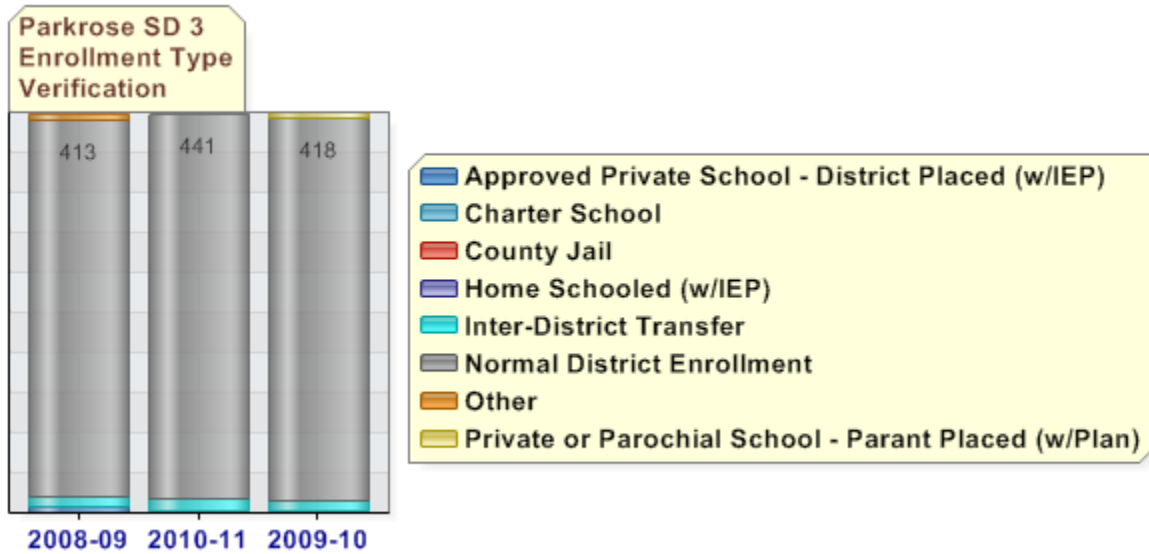 Parkrose SD 3
Enrollment Type
Verification
413
441
418
Approved Private School - District Placed (w/IEP)
Charter School
County Jail
Home Schooled (w/IEP)
Inter-District Transfer
Normal District Enrollment
Other
Private or Parochial School - Parant Placed (w/Plan)
2008-09
2010-11
2009-10